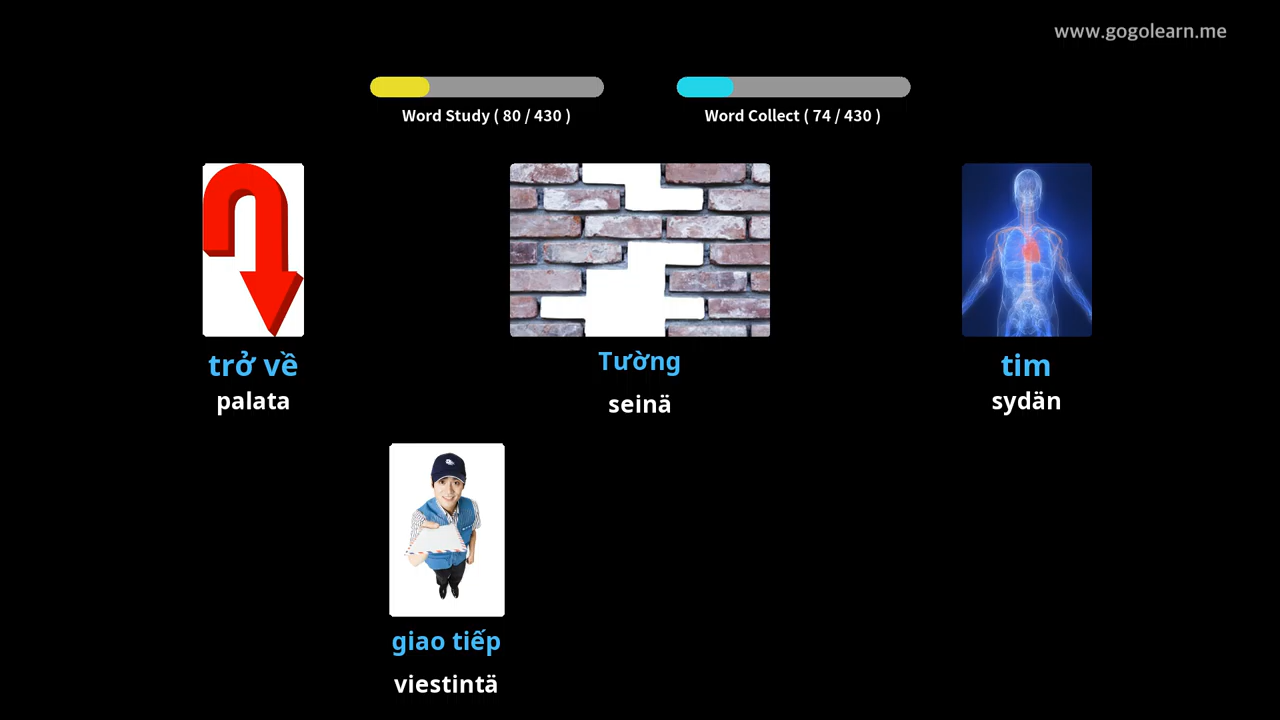 www.gogolearn.me
Word Study ( 80 / 430 )
Word Collect ( 74 / 430 )
trở về
palata
Tường
seinä
tim
sydän
giao tiếp
viestintä